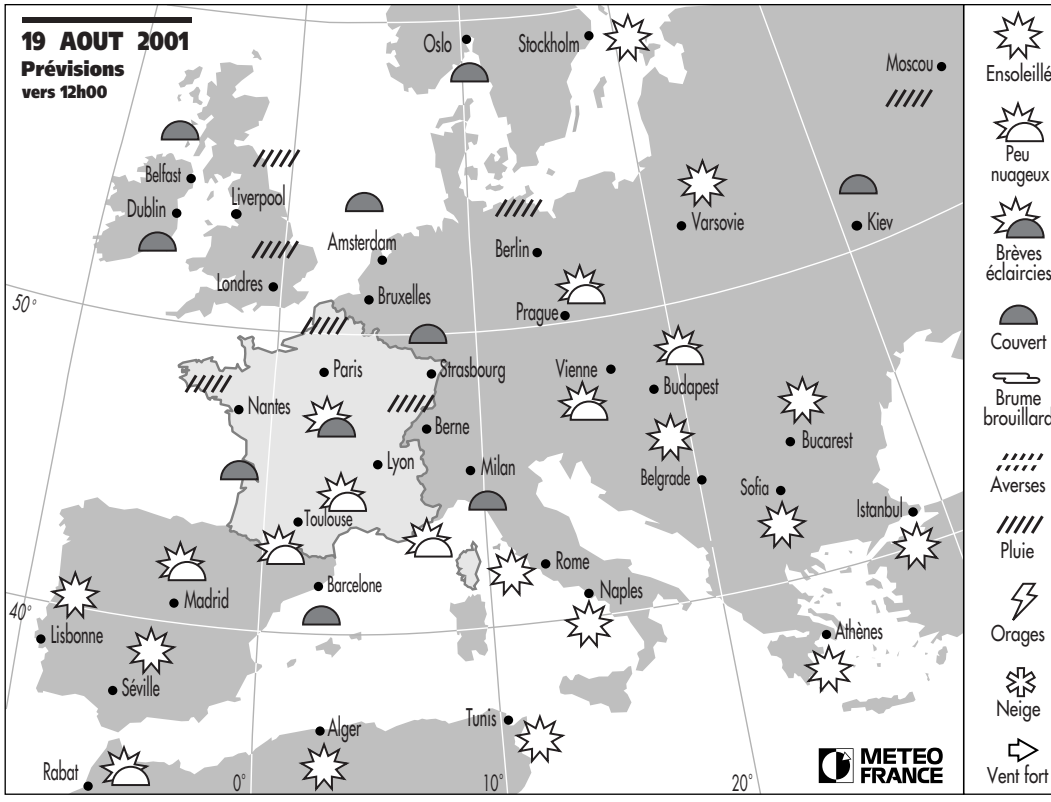 19 AOUT 2001
Prévisions
vers 12h00
Oslo
Stockholm
Moscou
Belfast
Dublin
Liverpool
Varsovie
Kiev
Amsterdam
Berlin
Londres
Bruxelles
50°
Prague
Paris
Strasbourg
Vienne
Budapest
Nantes
Berne
Bucarest
Lyon
Milan
Belgrade
Sofia
Istanbul
Toulouse
Rome
Barcelone
Naples
Madrid
40°
Lisbonne
Athènes
Séville
Tunis
Alger
Rabat
0°
10°
20°
METEO
FRANCE
Ensoleillé
Peu
nuageux
Brèves
éclaircies
Couvert
Brume
brouillard
Averses
Pluie
Orages
Neige
Vent fort